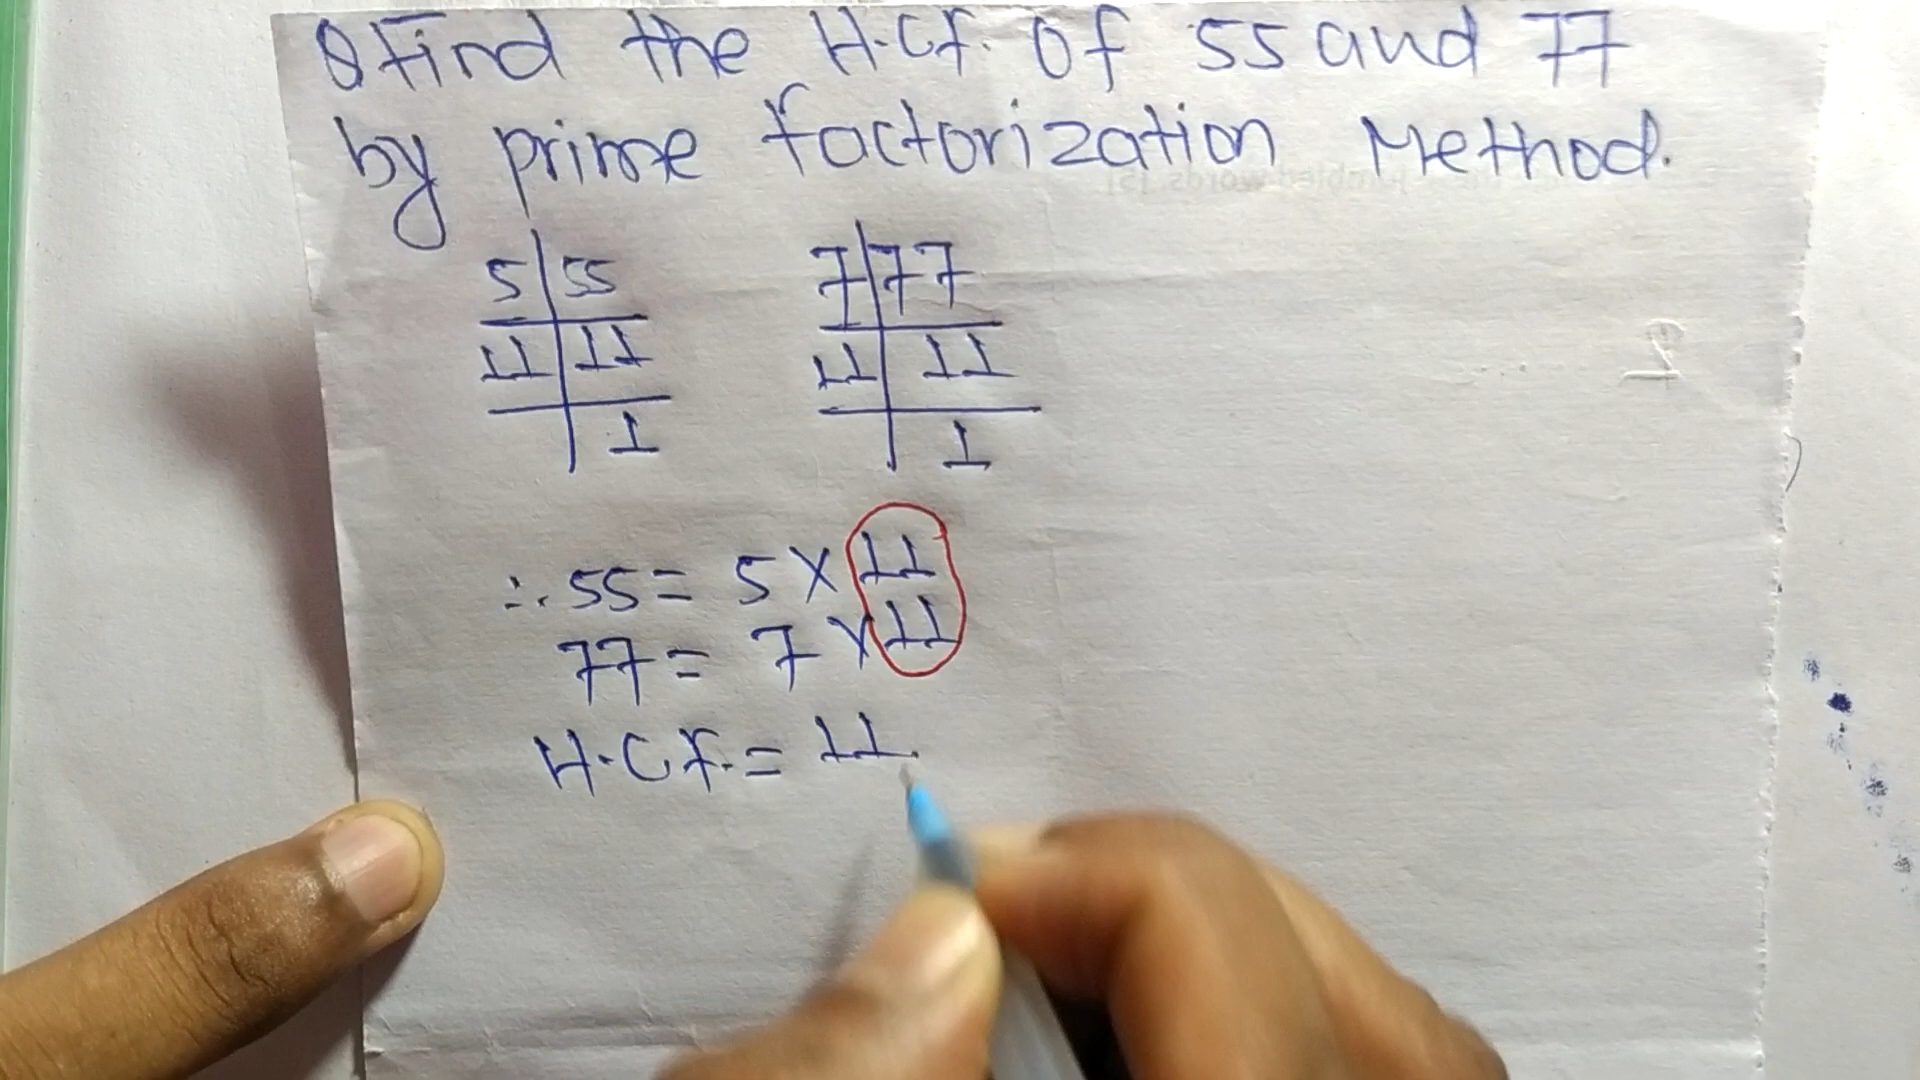 Q Find the H.C.F. Of 55 and 77
by prime factorization Method.
5 | 55
11 | 11
1
7 | 77
11 | 11
1
∴ 55 = 5 × 11
77 = 7 × 11
H.C.F. = 11.